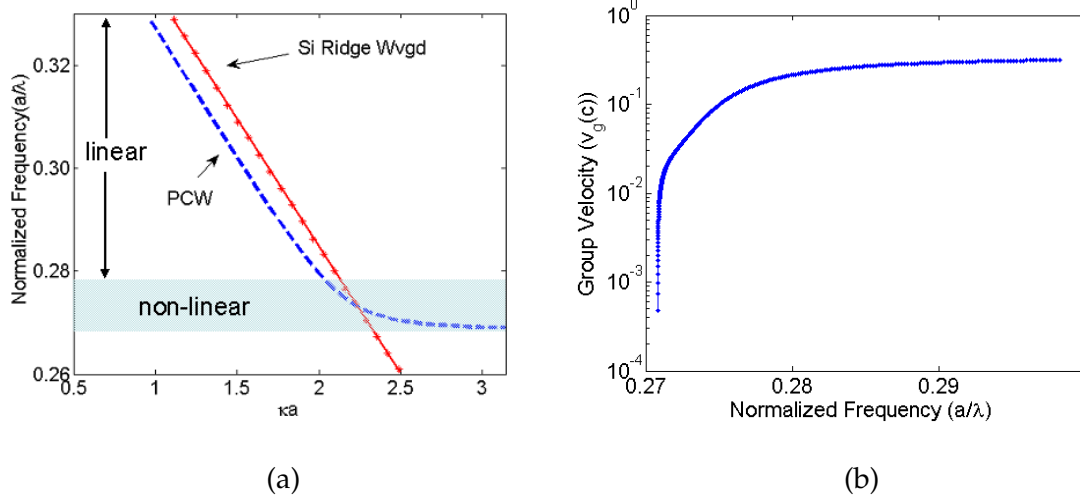 0.32
0.30
0.28
0.26
Normalized Frequency(a/λ)
linear
Si Ridge Wvgd
PCW
non-linear
0.5 1 1.5 2 2.5 3
κa
(a)
10^0
10^-1
10^-2
10^-3
10^-4
Group Velocity (v_g(c))
0.27 0.28 0.29
Normalized Frequency (a/λ)
(b)